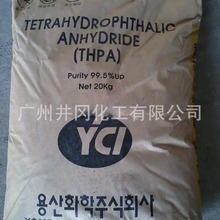 TETRAHYDROPHTHALIC
ANHYDRIDE
(THPA)
Purity 99.5%Up
Net 20Kg
广州井冈化工有限公司
YCI
용산화학주식회사